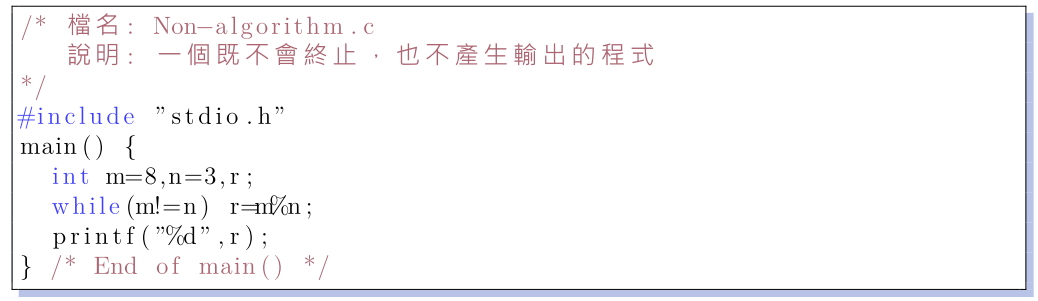 /* 檔名: Non-algorithm.c
說明: 一個既不會終止，也不產生輸出的程式
*/
#include "stdio.h"
main() {
int m=8,n=3,r;
while(m!=n) r=m%n;
printf("%d",r);
} /* End of main() */